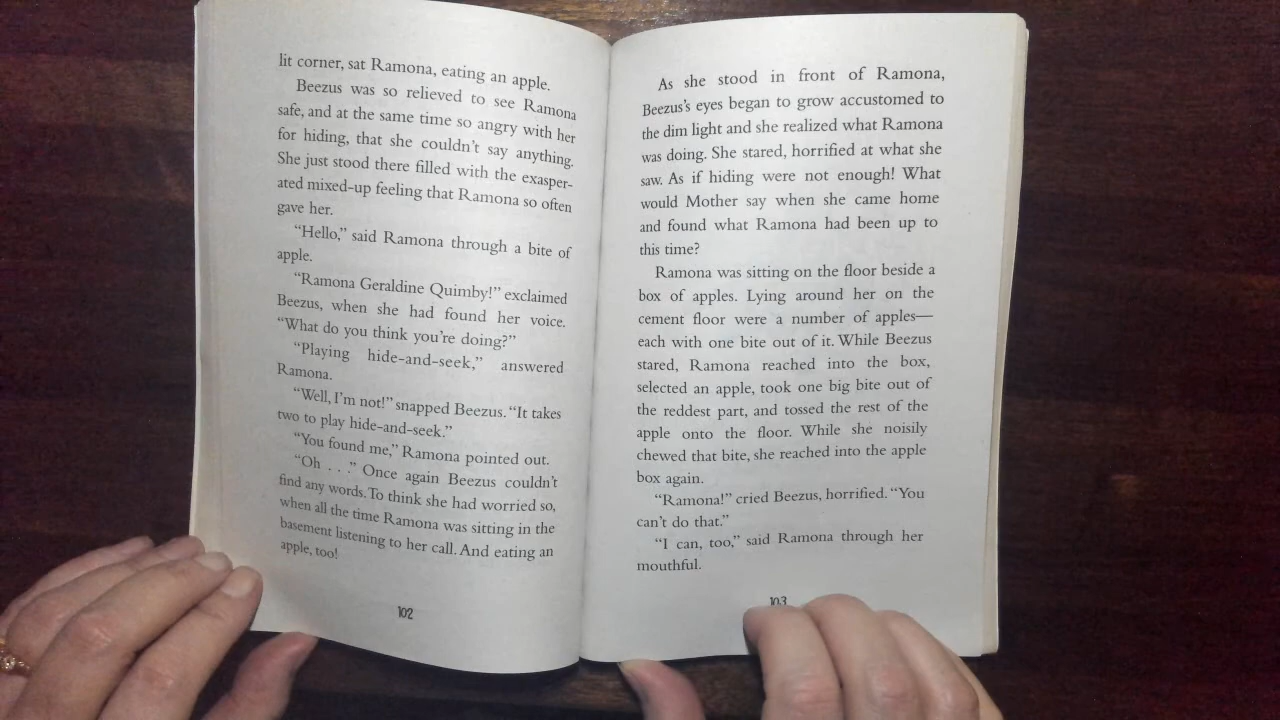 lit corner, sat Ramona, eating an apple.
Beezus was so relieved to see Ramona
safe, and at the same time so angry with her
for hiding, that she couldn't say anything.
She just stood there filled with the exasper-
ated mixed-up feeling that Ramona so often
gave her.
“Hello,” said Ramona through a bite of
apple.
“Ramona Geraldine Quimby!” exclaimed
Beezus, when she had found her voice.
“What do you think you're doing?”
“Playing hide-and-seek,” answered
Ramona.
“Well, I'm not!” snapped Beezus. “It takes
two to play hide-and-seek.”
“You found me,” Ramona pointed out.
“Oh . . .” Once again Beezus couldn't
find any words. To think she had worried so,
when all the time Ramona was sitting in the
basement listening to her call. And eating an
apple, too!
102
As she stood in front of Ramona,
Beezus's eyes began to grow accustomed to
the dim light and she realized what Ramona
was doing. She stared, horrified at what she
saw. As if hiding were not enough! What
would Mother say when she came home
and found what Ramona had been up to
this time?
Ramona was sitting on the floor beside a
box of apples. Lying around her on the
cement floor were a number of apples—
each with one bite out of it. While Beezus
stared, Ramona reached into the box,
selected an apple, took one big bite out of
the reddest part, and tossed the rest of the
apple onto the floor. While she noisily
chewed that bite, she reached into the apple
box again.
“Ramona!” cried Beezus, horrified. “You
can't do that.”
“I can, too,” said Ramona through her
mouthful.
103